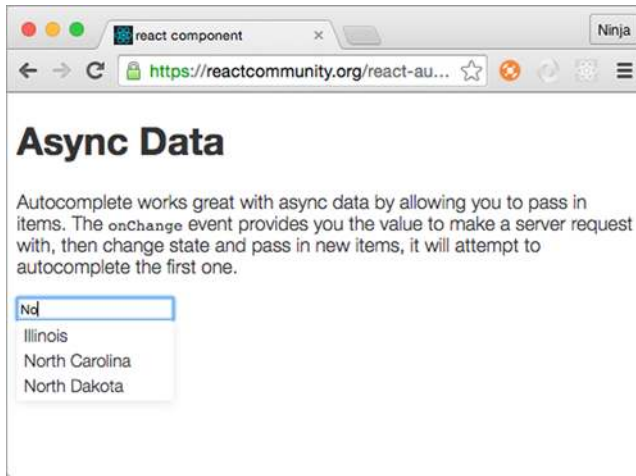 react component
Ninja
https://reactcommunity.org/react-au...
Async Data
Autocomplete works great with async data by allowing you to pass in
items. The onChange event provides you the value to make a server request
with, then change state and pass in new items, it will attempt to
autocomplete the first one.
No
Illinois
North Carolina
North Dakota